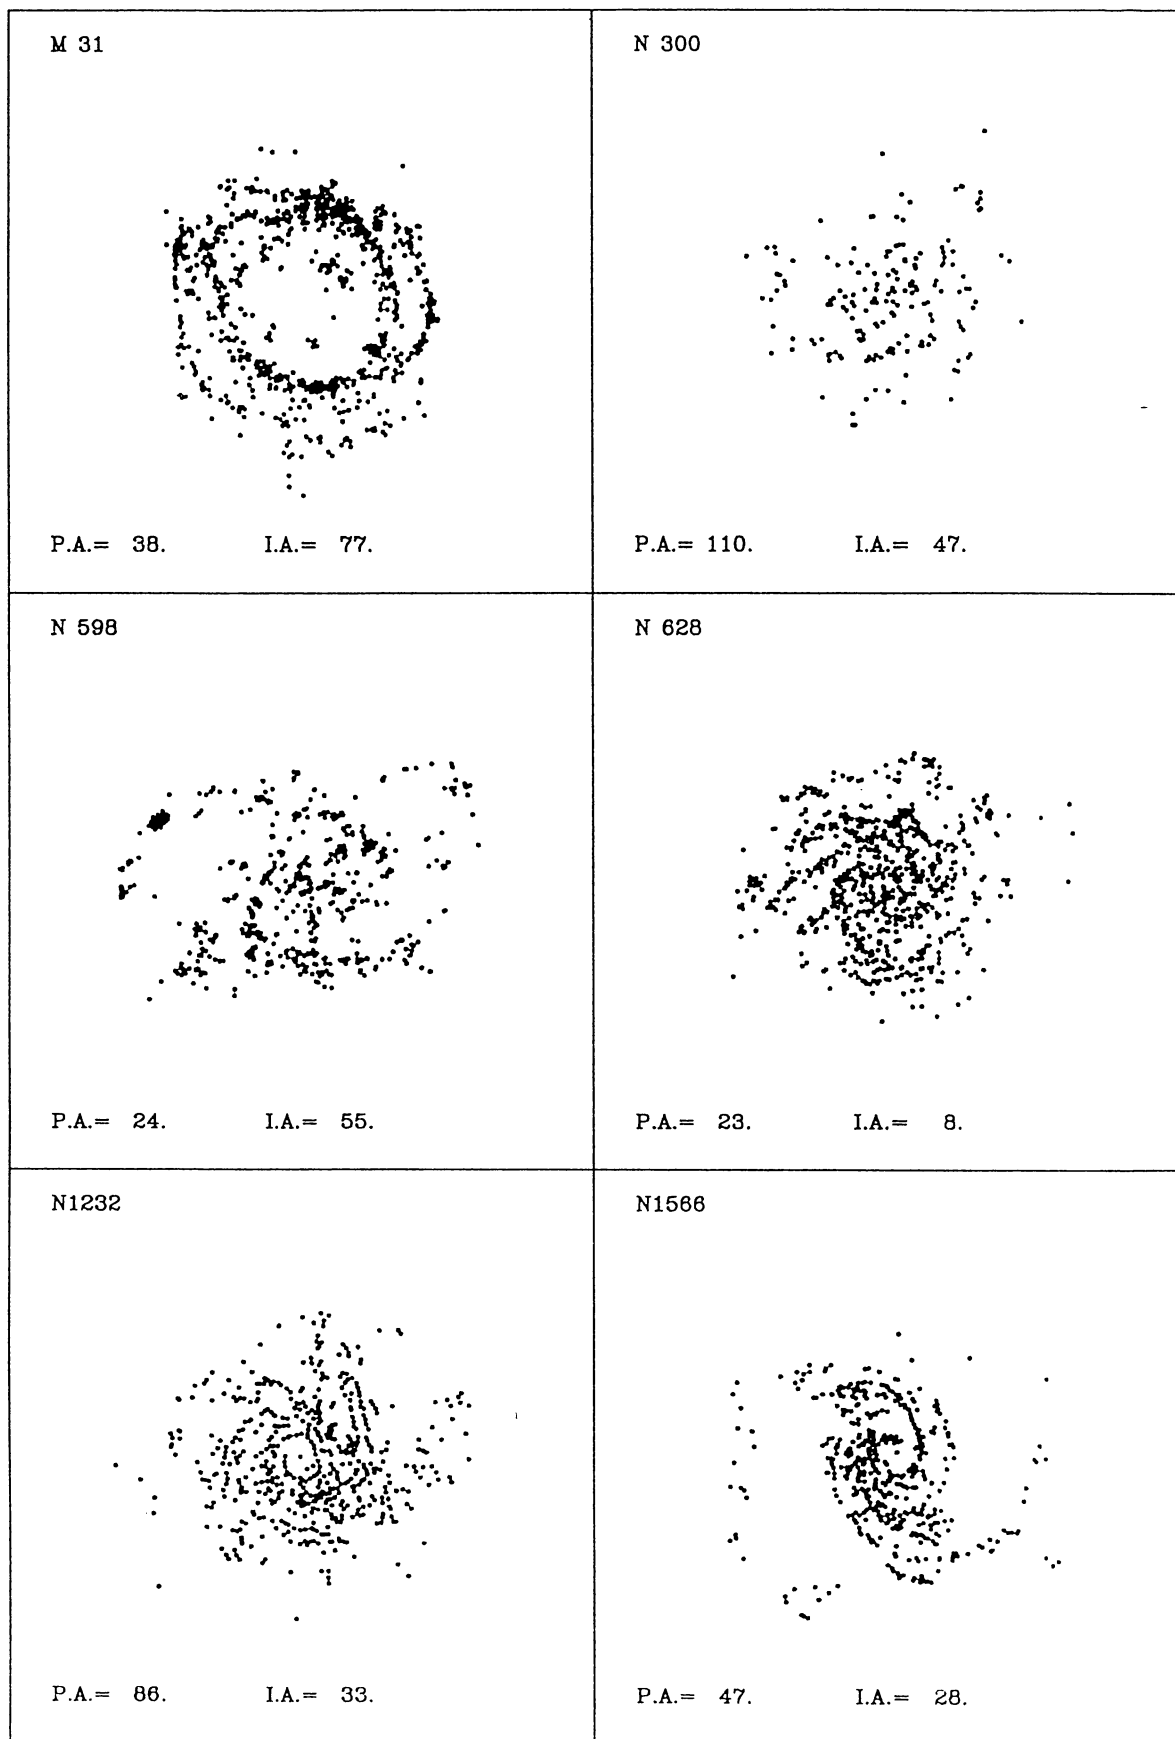 M 31
N 300
P.A.= 38. I.A.= 77.
P.A.= 110. I.A.= 47.
N 598
N 628
P.A.= 24. I.A.= 55.
P.A.= 23. I.A.= 8.
N1232
N1566
P.A.= 86. I.A.= 33.
P.A.= 47. I.A.= 28.